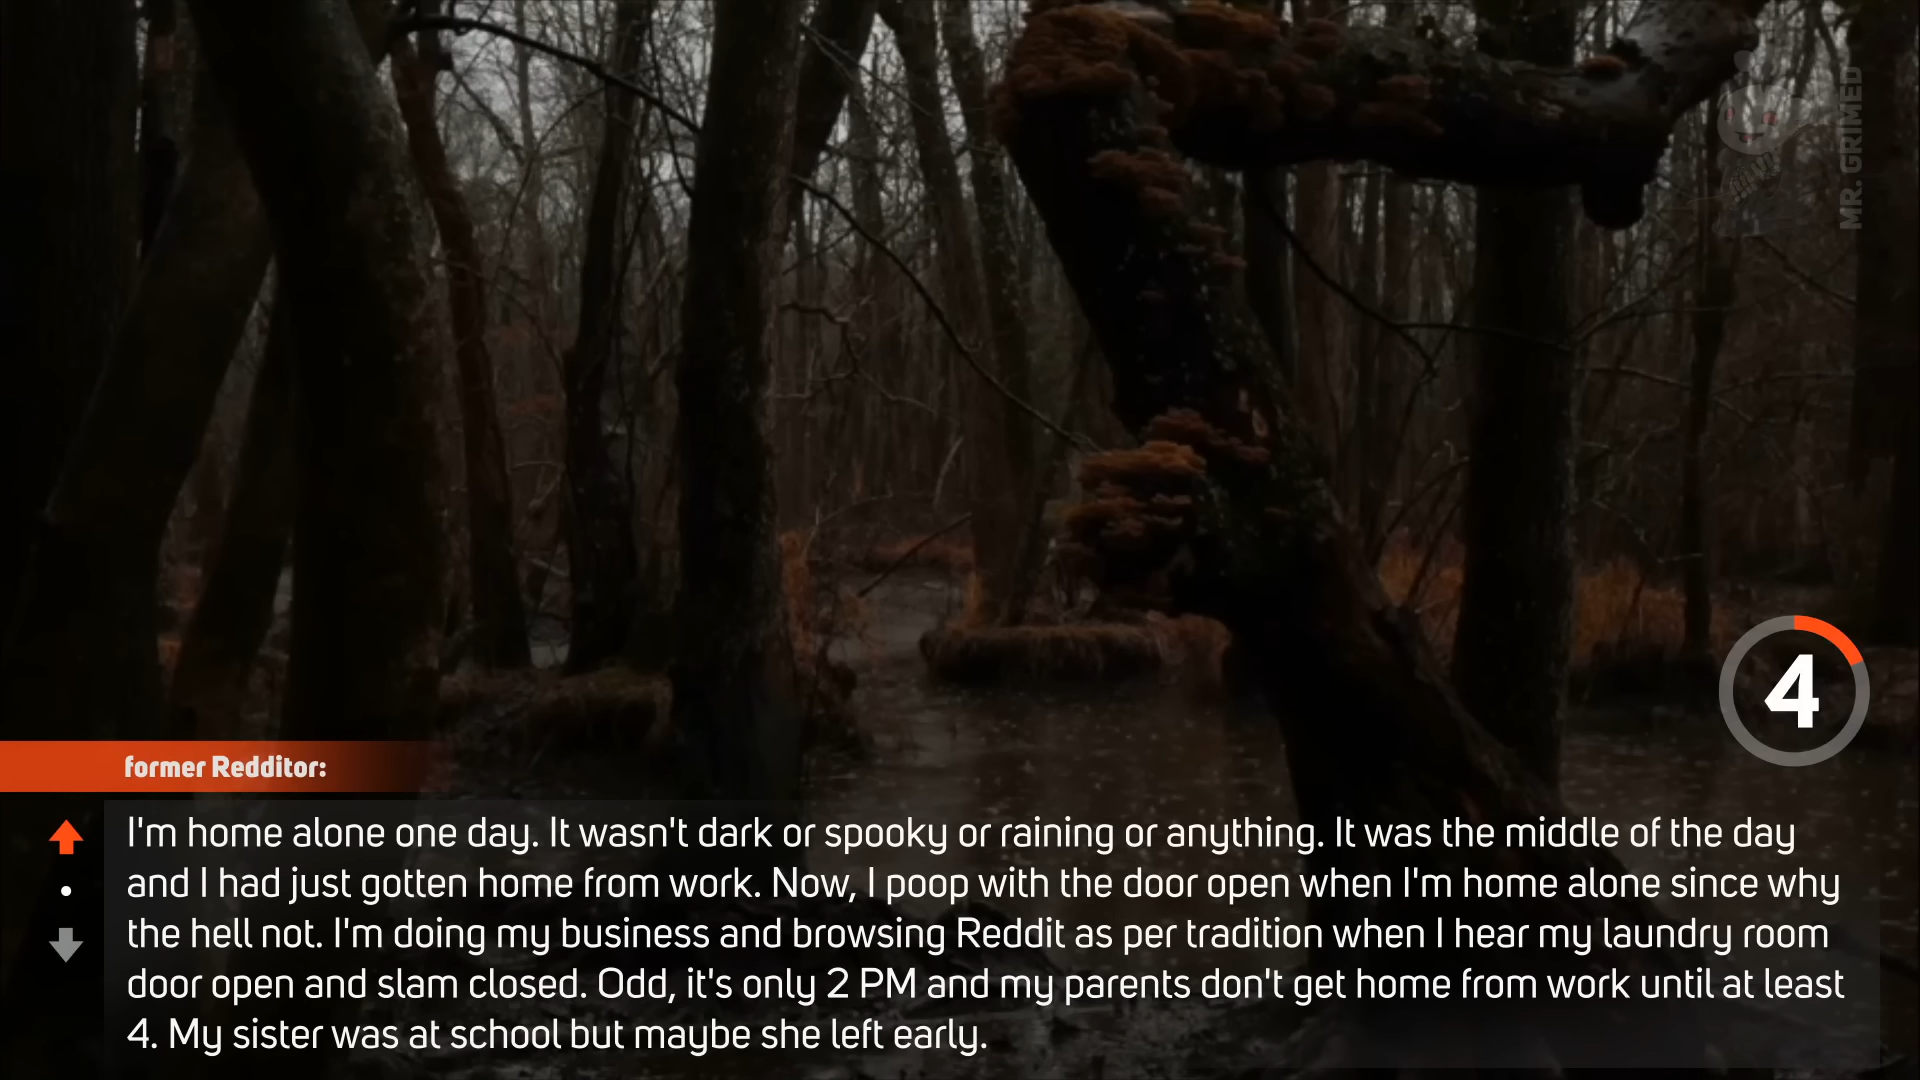 MR. GRIMED
4
former Redditor:
I'm home alone one day. It wasn't dark or spooky or raining or anything. It was the middle of the day
and I had just gotten home from work. Now, I poop with the door open when I'm home alone since why
the hell not. I'm doing my business and browsing Reddit as per tradition when I hear my laundry room
door open and slam closed. Odd, it's only 2 PM and my parents don't get home from work until at least
4. My sister was at school but maybe she left early.